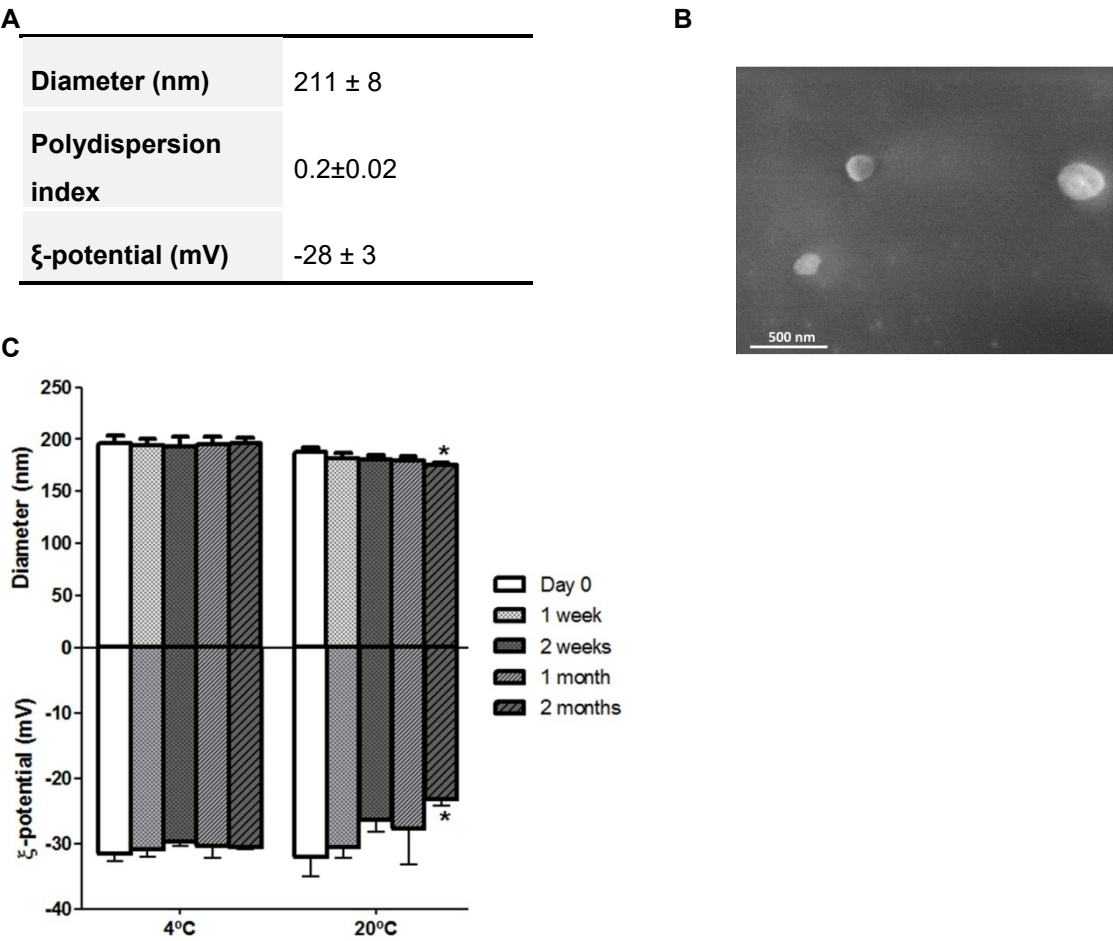 A
B
Diameter (nm) 211 ± 8
Polydispersion
index
0.2±0.02
ξ-potential (mV) -28 ± 3
500 nm
C
250
200
150
100
50
0
-10
-20
-30
-40
Diameter (nm)
ξ-potential (mV)
*
*
4ºC
20ºC
Day 0
1 week
2 weeks
1 month
2 months